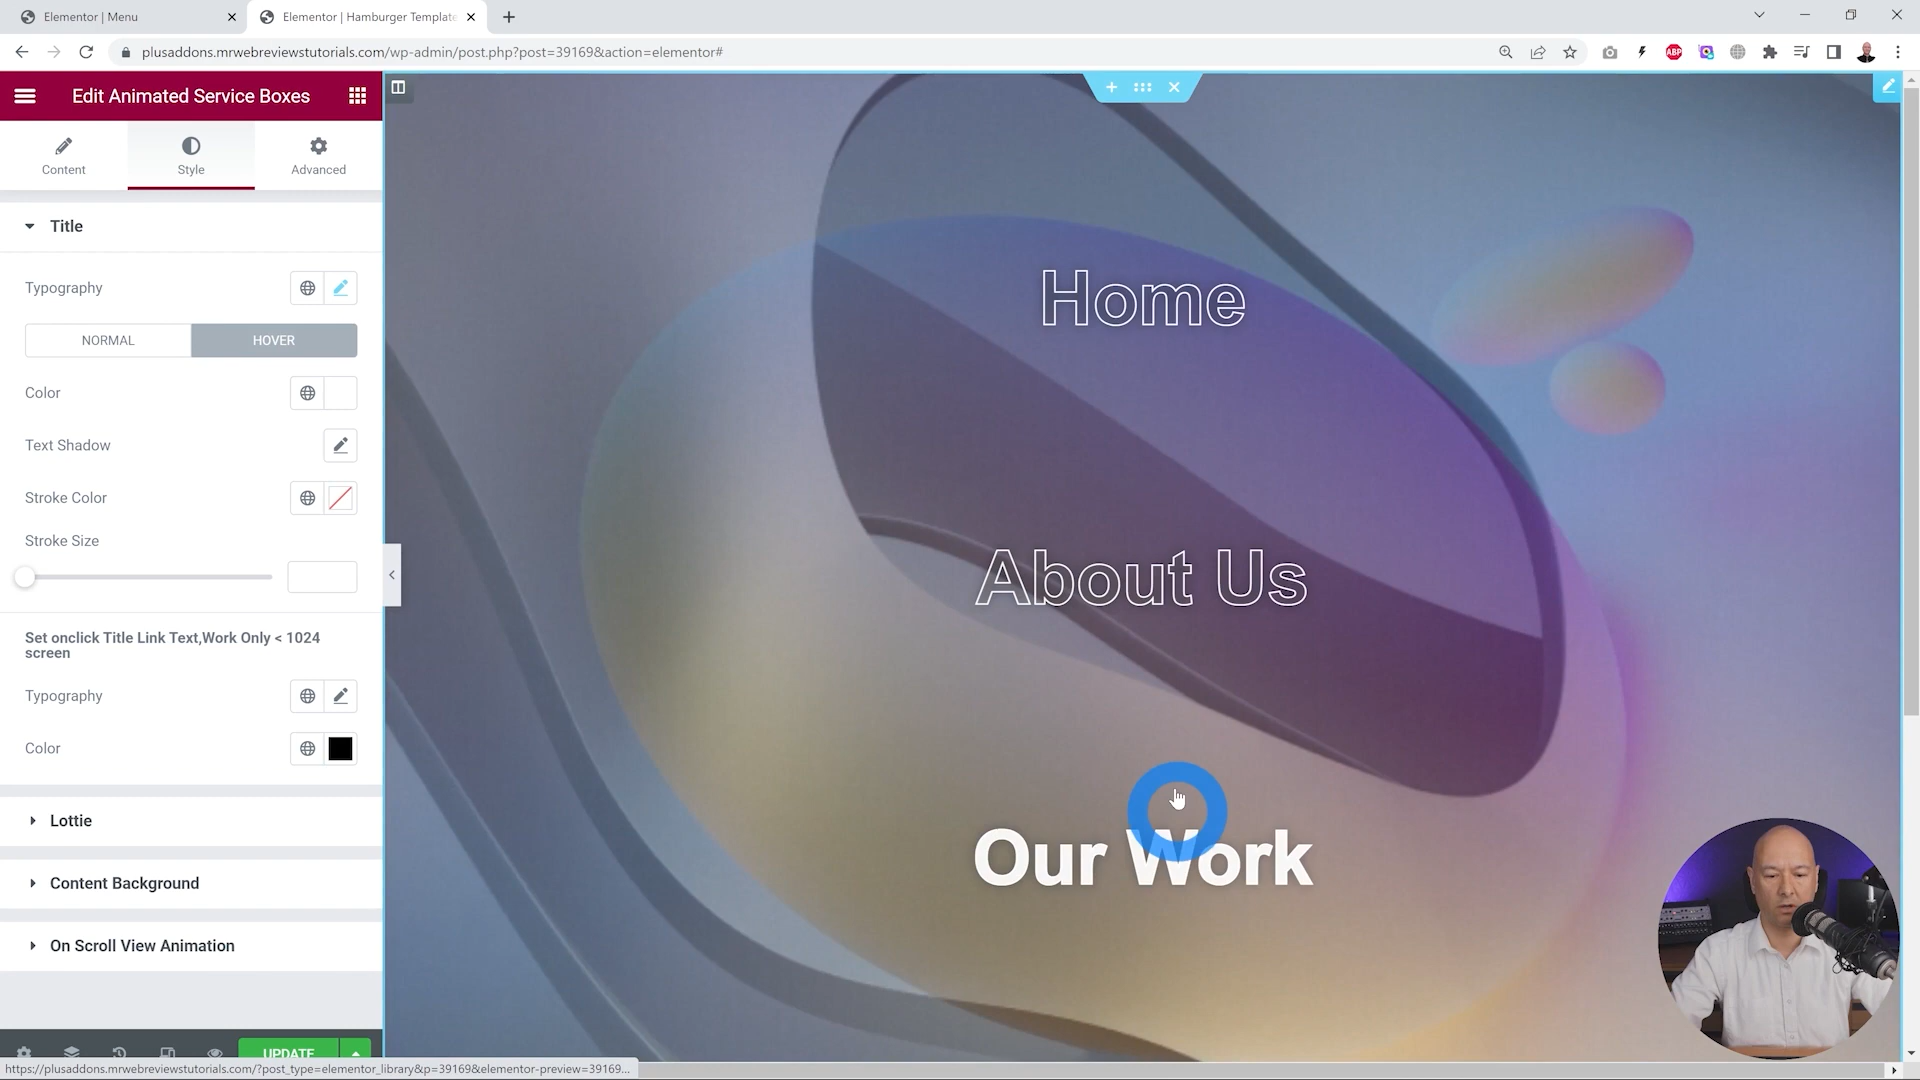 Elementor | Menu
Elementor | Hamburger Template
plusaddons.mrwebreviewstutorials.com/wp-admin/post.php?post=39169&action=elementor#
ABP
Edit Animated Service Boxes
Content
Style
Advanced
Title
Typography
NORMAL
HOVER
Color
Text Shadow
Stroke Color
Stroke Size
Set onclick Title Link Text,Work Only < 1024
screen
Typography
Color
Lottie
Content Background
On Scroll View Animation
UPDATE
https://plusaddons.mrwebreviewstutorials.com/?post_type=elementor_library&p=39169&elementor-preview=39169...
Home
About Us
Our Work